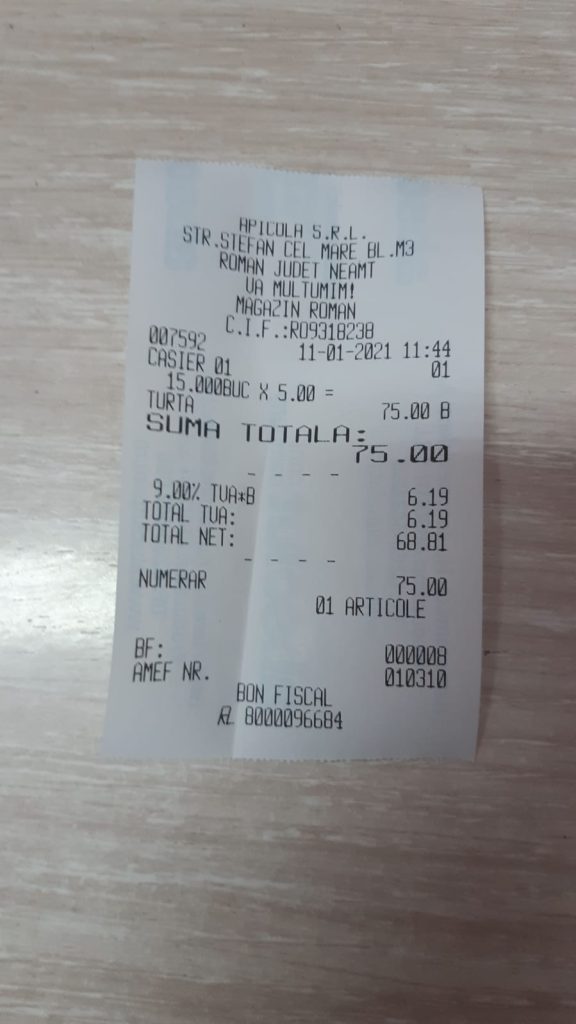 APICOLA S.R.L.
STR.STEFAN CEL MARE BL.M3
ROMAN JUDET NEAMT
VA MULTUMIM!
MAGAZIN ROMAN
C.I.F.:RO9318238
007592 11-01-2021 11:44
CASIER 01 01
15.000BUC X 5.00 =
TURTA 75.00 B
SUMA TOTALA:
75.00
- - - -
9.00% TVA*B 6.19
TOTAL TVA: 6.19
TOTAL NET: 68.81
- - - -
NUMERAR 75.00
01 ARTICOLE
BF: 000008
AMEF NR. 010310
BON FISCAL
8000096684